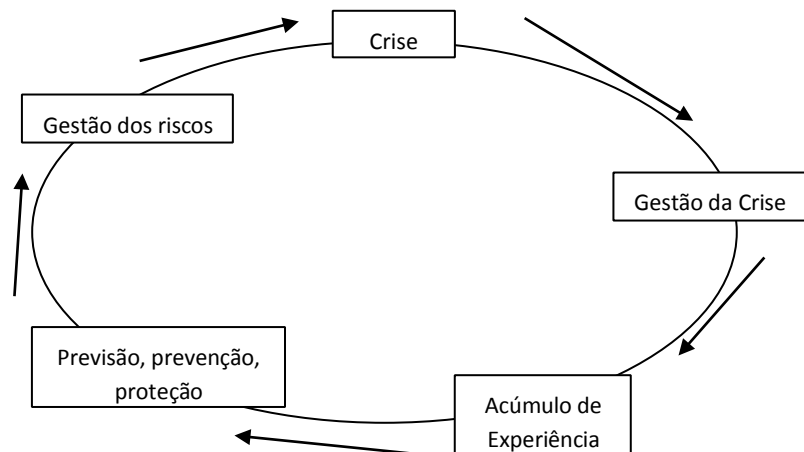 Crise
Gestão dos riscos
Gestão da Crise
Previsão, prevenção,
proteção
Acúmulo de
Experiência